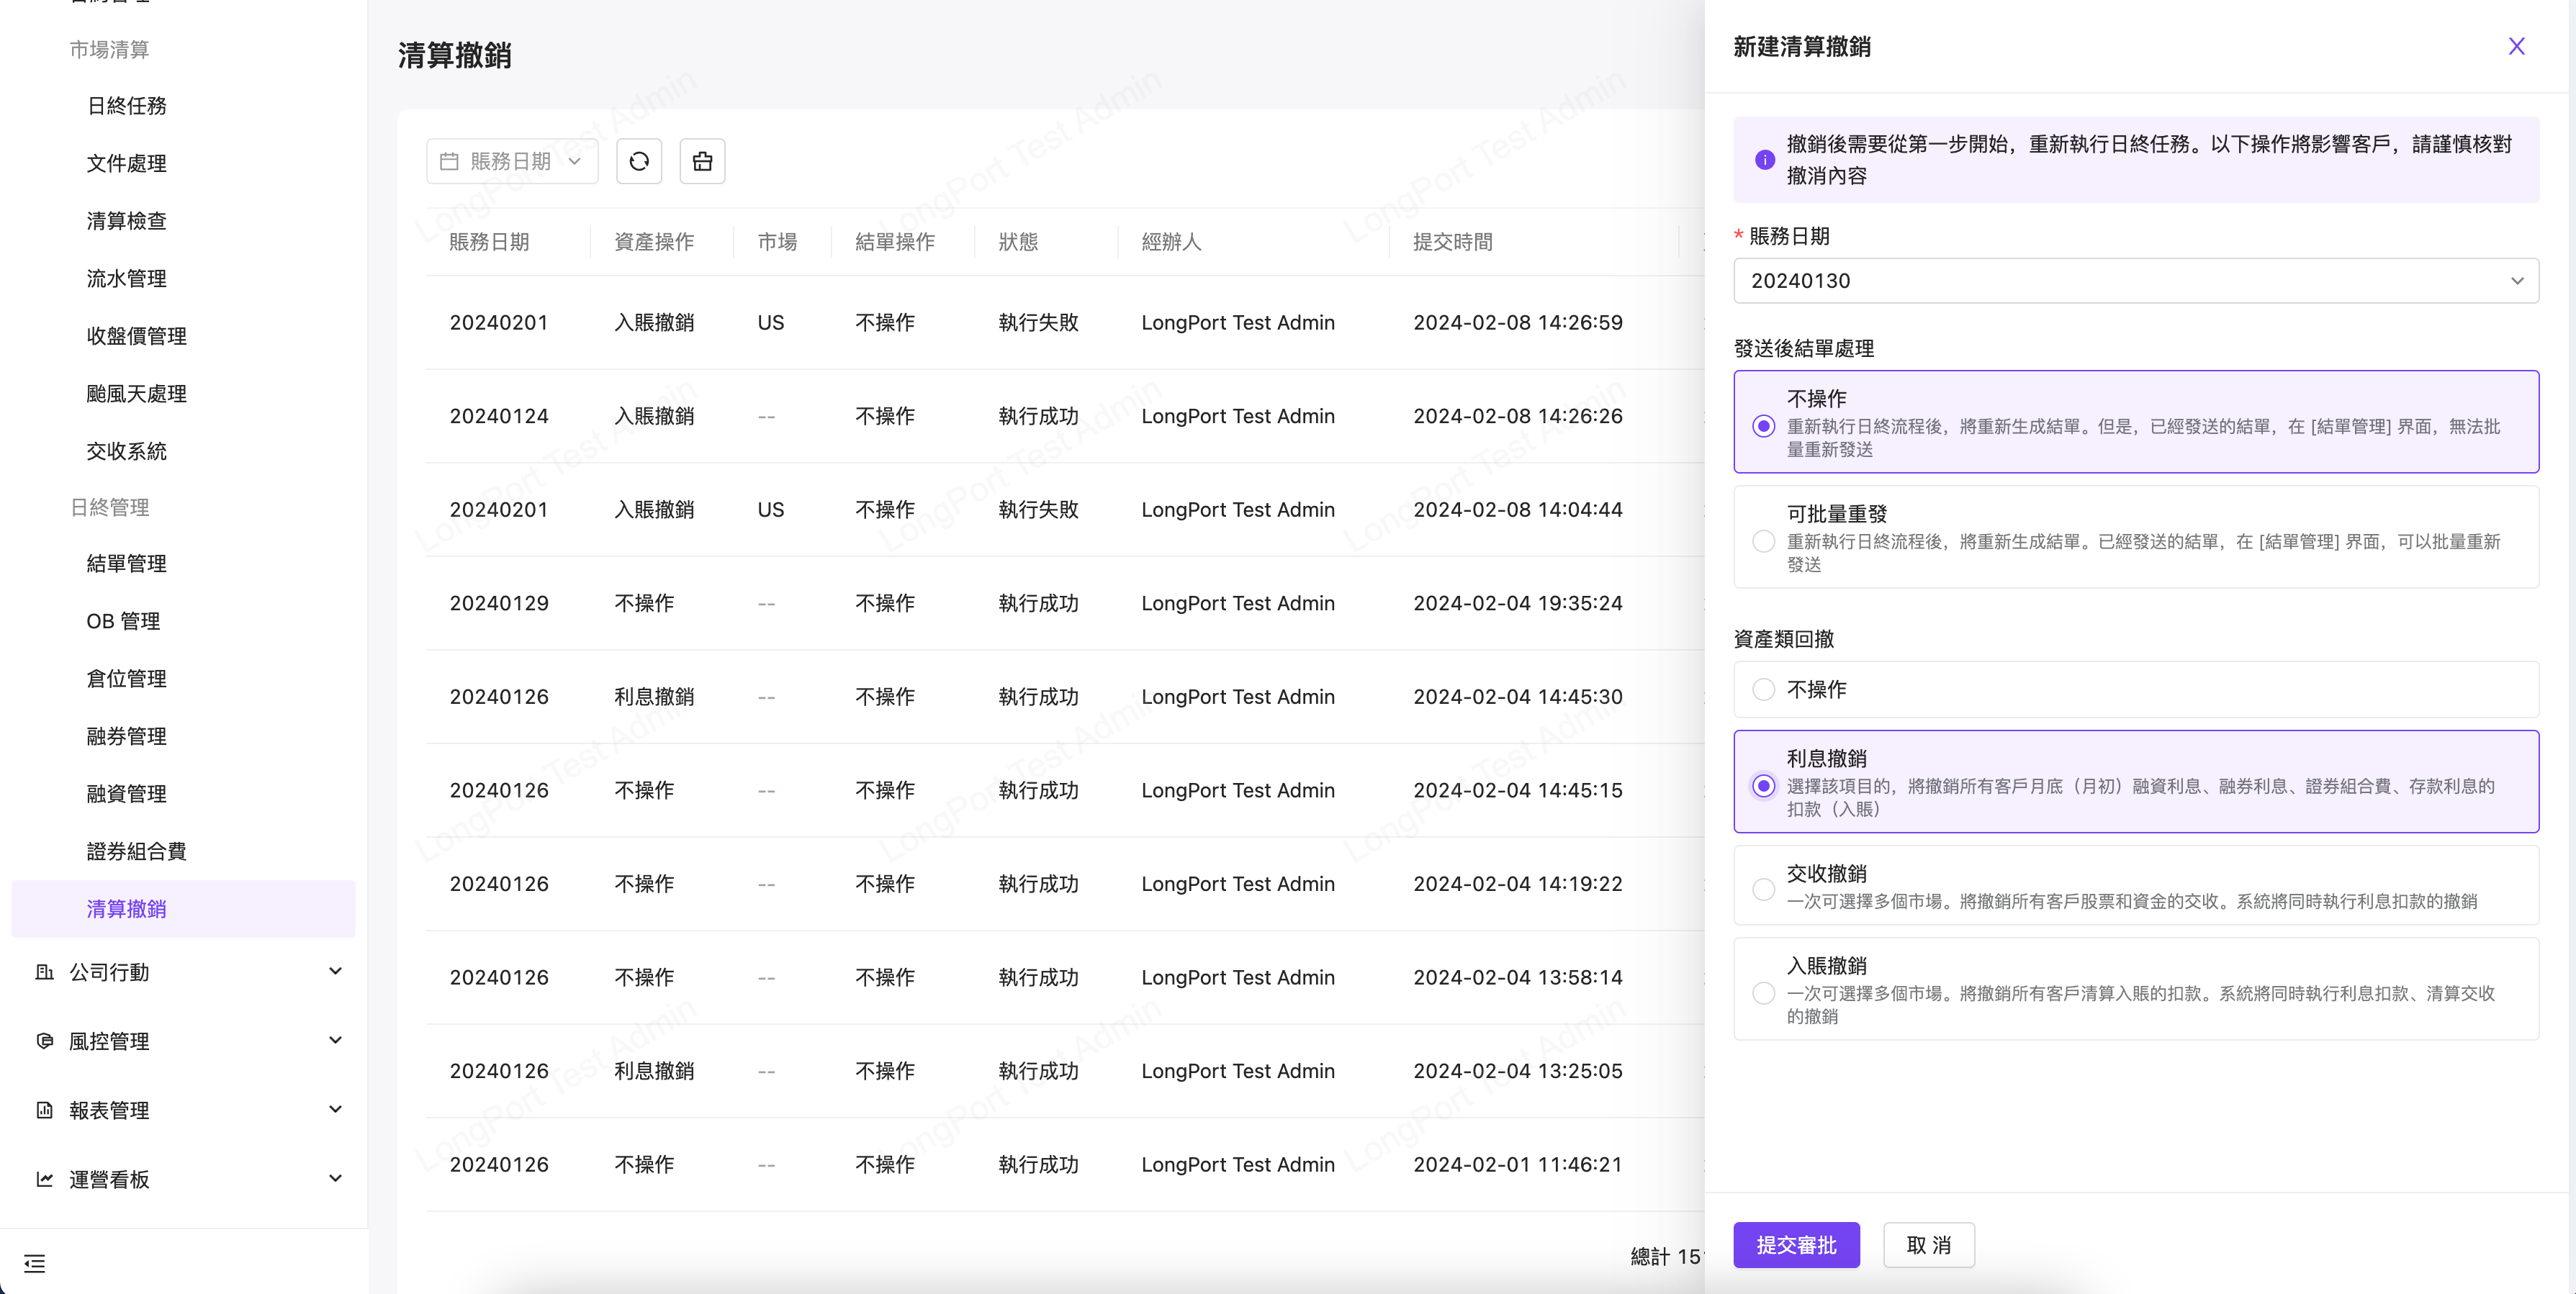 市場清算
日終任務
文件處理
清算檢查
流水管理
收盤價管理
颱風天處理
交收系統
日終管理
結單管理
OB 管理
倉位管理
融券管理
融資管理
證券組合費
清算撤銷
公司行動
風控管理
報表管理
運營看板
清算撤銷
賬務日期
賬務日期 資產操作 市場 結單操作 狀態 經辦人 提交時間
20240201 入賬撤銷 US 不操作 執行失敗 LongPort Test Admin 2024-02-08 14:26:59
20240124 入賬撤銷 -- 不操作 執行成功 LongPort Test Admin 2024-02-08 14:26:26
20240201 入賬撤銷 US 不操作 執行失敗 LongPort Test Admin 2024-02-08 14:04:44
20240129 不操作 -- 不操作 執行成功 LongPort Test Admin 2024-02-04 19:35:24
20240126 利息撤銷 -- 不操作 執行成功 LongPort Test Admin 2024-02-04 14:45:30
20240126 不操作 -- 不操作 執行成功 LongPort Test Admin 2024-02-04 14:45:15
20240126 不操作 -- 不操作 執行成功 LongPort Test Admin 2024-02-04 14:19:22
20240126 不操作 -- 不操作 執行成功 LongPort Test Admin 2024-02-04 13:58:14
20240126 利息撤銷 -- 不操作 執行成功 LongPort Test Admin 2024-02-04 13:25:05
20240126 不操作 -- 不操作 執行成功 LongPort Test Admin 2024-02-01 11:46:21
總計 15
新建清算撤銷
撤銷後需要從第一步開始，重新執行日終任務。以下操作將影響客戶，請謹慎核對
撤消內容
* 賬務日期
20240130
發送後結單處理
不操作
重新執行日終流程後，將重新生成結單。但是，已經發送的結單，在 [結單管理] 界面，無法批
量重新發送
可批量重發
重新執行日終流程後，將重新生成結單。已經發送的結單，在 [結單管理] 界面，可以批量重新
發送
資產類回撤
不操作
利息撤銷
選擇該項目的，將撤銷所有客戶月底（月初）融資利息、融券利息、證券組合費、存款利息的
扣款（入賬）
交收撤銷
一次可選擇多個市場。將撤銷所有客戶股票和資金的交收。系統將同時執行利息扣款的撤銷
入賬撤銷
一次可選擇多個市場。將撤銷所有客戶清算入賬的扣款。系統將同時執行利息扣款、清算交收
的撤銷
提交審批 取 消
LongPort Test Admin